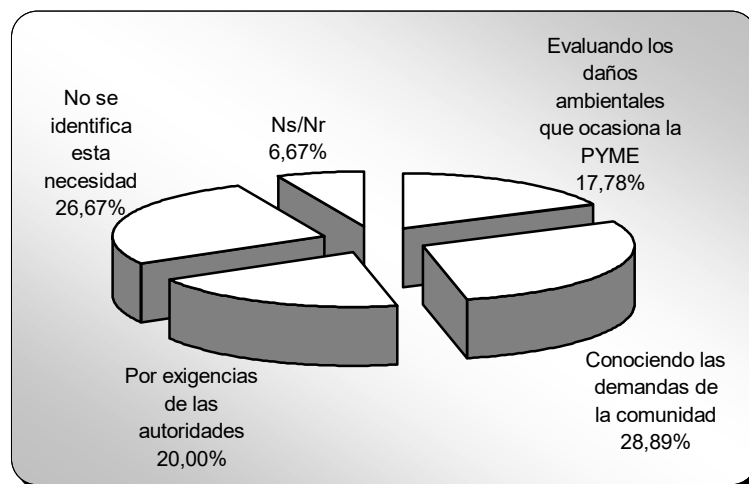 Evaluando los
daños
ambientales
que ocasiona la
PYME
17,78%
Conociendo las
demandas de
la comunidad
28,89%
Por exigencias
de las
autoridades
20,00%
No se
identifica
esta
necesidad
26,67%
Ns/Nr
6,67%